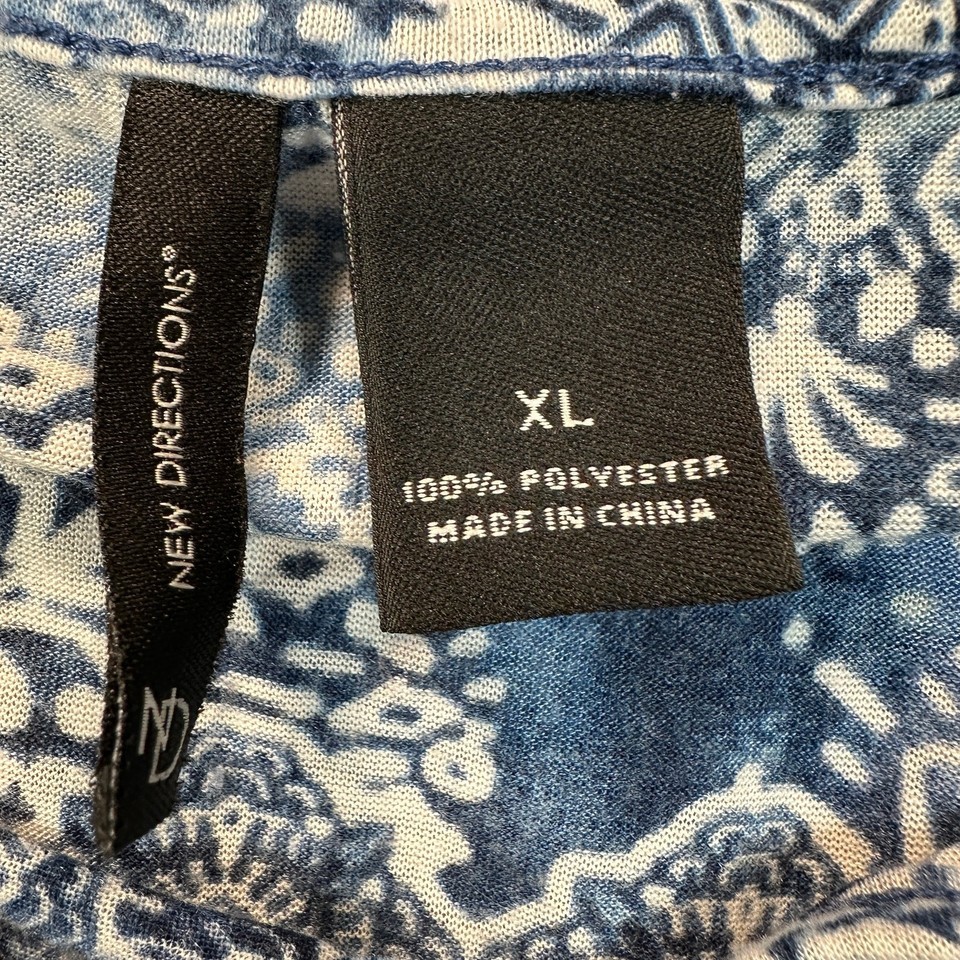 NEW DIRECTIONS®
ND
XL
100% POLYESTER
MADE IN CHINA